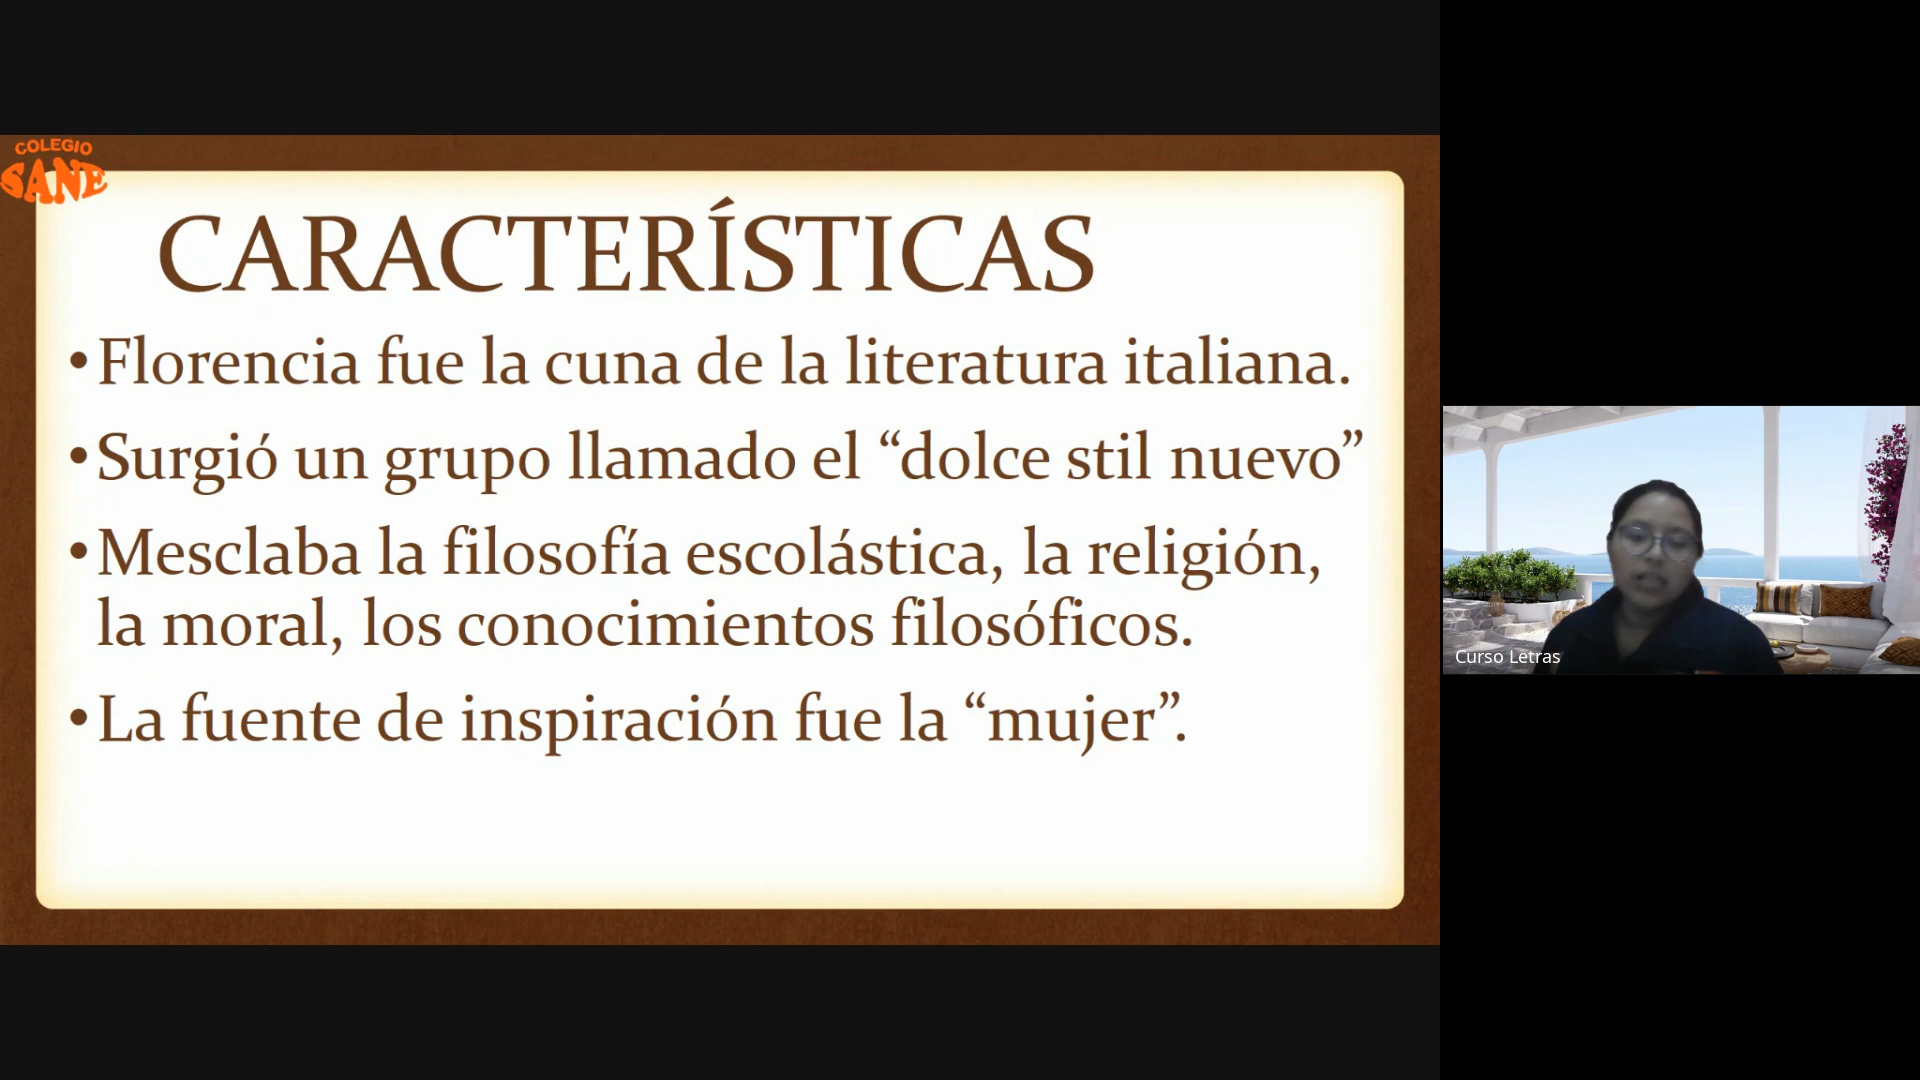 COLEGIO
SANE
CARACTERÍSTICAS
•Florencia fue la cuna de la literatura italiana.
•Surgió un grupo llamado el “dolce stil nuevo”
•Mesclaba la filosofía escolástica, la religión,
la moral, los conocimientos filosóficos.
•La fuente de inspiración fue la “mujer”.
Curso Letras